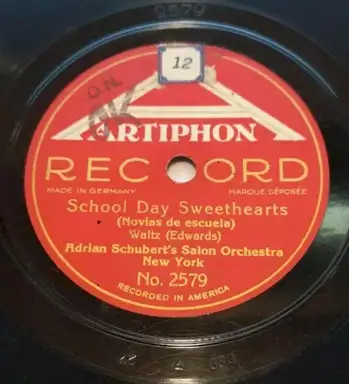 2579
12
O.N.
ARTIPHON
RECORD
MADE IN GERMANY
MARQUE DÉPOSÉE
School Day Sweethearts
(Novias de escuela)
Waltz (Edwards)
Adrian Schubert's Salon Orchestra
New York
No. 2579
RECORDED IN AMERICA